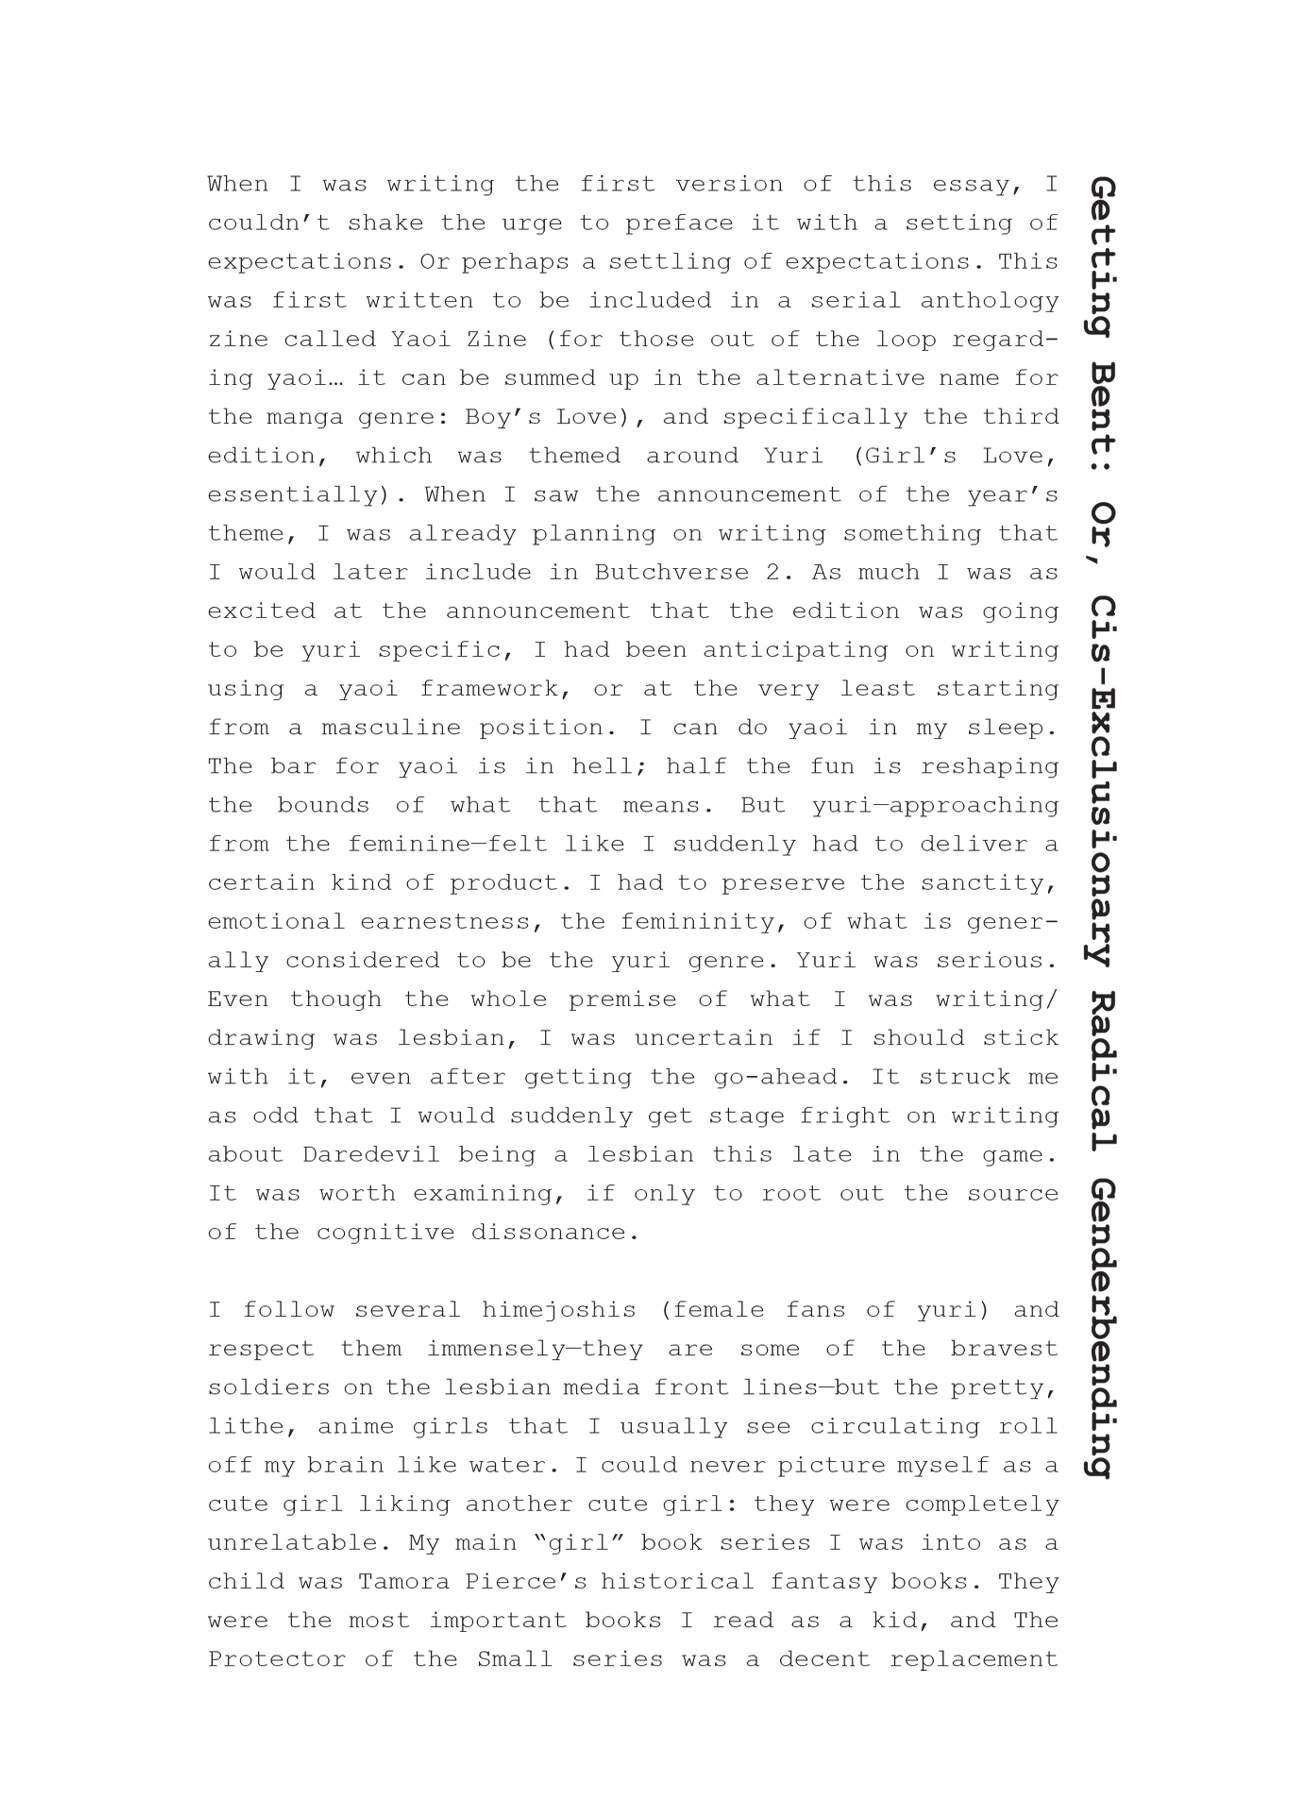 Getting Bent: Or, Cis-Exclusionary Radical Genderbending
When I was writing the first version of this essay, I
couldn’t shake the urge to preface it with a setting of
expectations. Or perhaps a settling of expectations. This
was first written to be included in a serial anthology
zine called Yaoi Zine (for those out of the loop regard-
ing yaoi… it can be summed up in the alternative name for
the manga genre: Boy’s Love), and specifically the third
edition, which was themed around Yuri (Girl’s Love,
essentially). When I saw the announcement of the year’s
theme, I was already planning on writing something that
I would later include in Butchverse 2. As much I was as
excited at the announcement that the edition was going
to be yuri specific, I had been anticipating on writing
using a yaoi framework, or at the very least starting
from a masculine position. I can do yaoi in my sleep.
The bar for yaoi is in hell; half the fun is reshaping
the bounds of what that means. But yuri—approaching
from the feminine—felt like I suddenly had to deliver a
certain kind of product. I had to preserve the sanctity,
emotional earnestness, the femininity, of what is gener-
ally considered to be the yuri genre. Yuri was serious.
Even though the whole premise of what I was writing/
drawing was lesbian, I was uncertain if I should stick
with it, even after getting the go-ahead. It struck me
as odd that I would suddenly get stage fright on writing
about Daredevil being a lesbian this late in the game.
It was worth examining, if only to root out the source
of the cognitive dissonance.
I follow several himejoshis (female fans of yuri) and
respect them immensely—they are some of the bravest
soldiers on the lesbian media front lines—but the pretty,
lithe, anime girls that I usually see circulating roll
off my brain like water. I could never picture myself as a
cute girl liking another cute girl: they were completely
unrelatable. My main “girl” book series I was into as a
child was Tamora Pierce’s historical fantasy books. They
were the most important books I read as a kid, and The
Protector of the Small series was a decent replacement